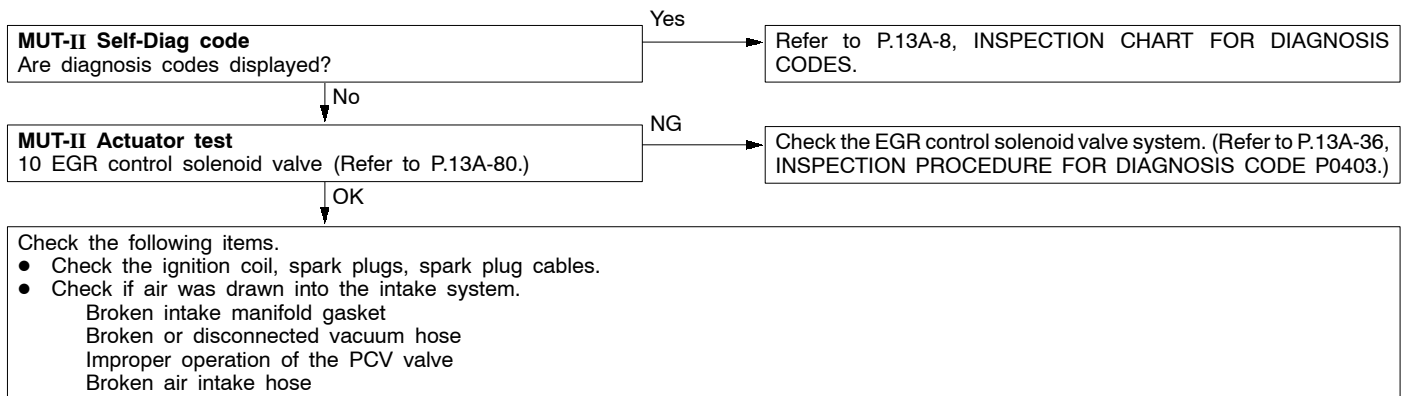 MUT-II Self-Diag code
Are diagnosis codes displayed?
Yes
Refer to P.13A-8, INSPECTION CHART FOR DIAGNOSIS
CODES.
No
MUT-II Actuator test
10 EGR control solenoid valve (Refer to P.13A-80.)
NG
Check the EGR control solenoid valve system. (Refer to P.13A-36,
INSPECTION PROCEDURE FOR DIAGNOSIS CODE P0403.)
OK
Check the following items.
● Check the ignition coil, spark plugs, spark plug cables.
● Check if air was drawn into the intake system.
Broken intake manifold gasket
Broken or disconnected vacuum hose
Improper operation of the PCV valve
Broken air intake hose